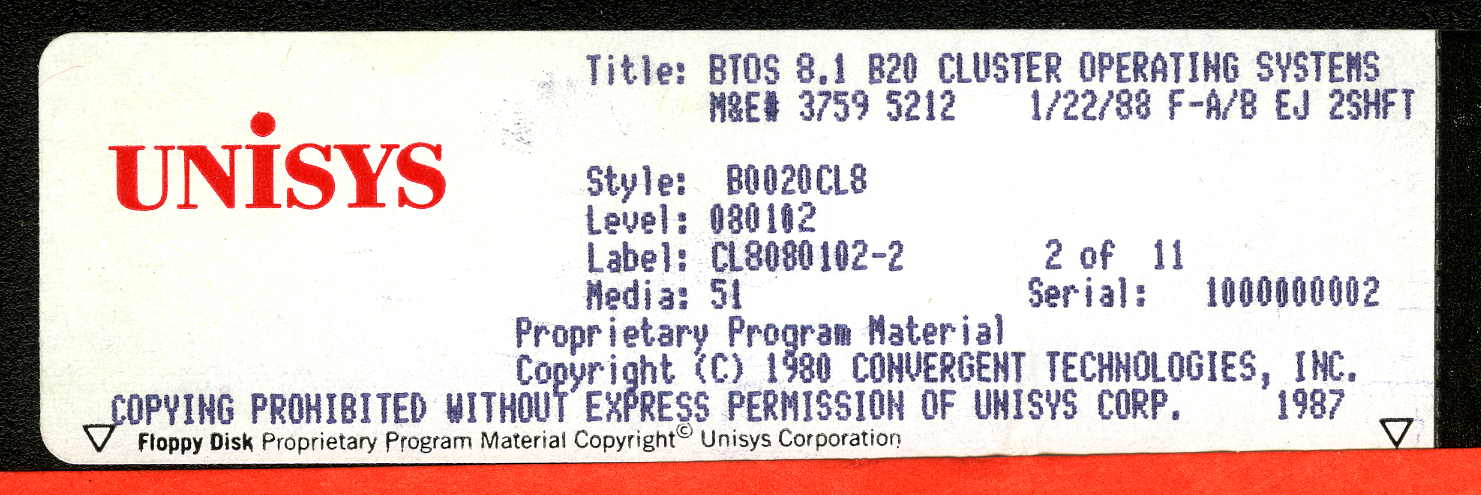 Title: BTOS 8.1 B20 CLUSTER OPERATING SYSTEMS
M&E# 3759 5212 1/22/88 F-A/B EJ 2SHFT
UNiSYS
Style: B0020CL8
Level: 080102
Label: CL8080102-2 2 of 11
Media: 51 Serial: 1000000002
Proprietary Program Material
Copyright (C) 1980 CONVERGENT TECHNOLOGIES, INC.
COPYING PROHIBITED WITHOUT EXPRESS PERMISSION OF UNISYS CORP. 1987
Floppy Disk Proprietary Program Material Copyright© Unisys Corporation